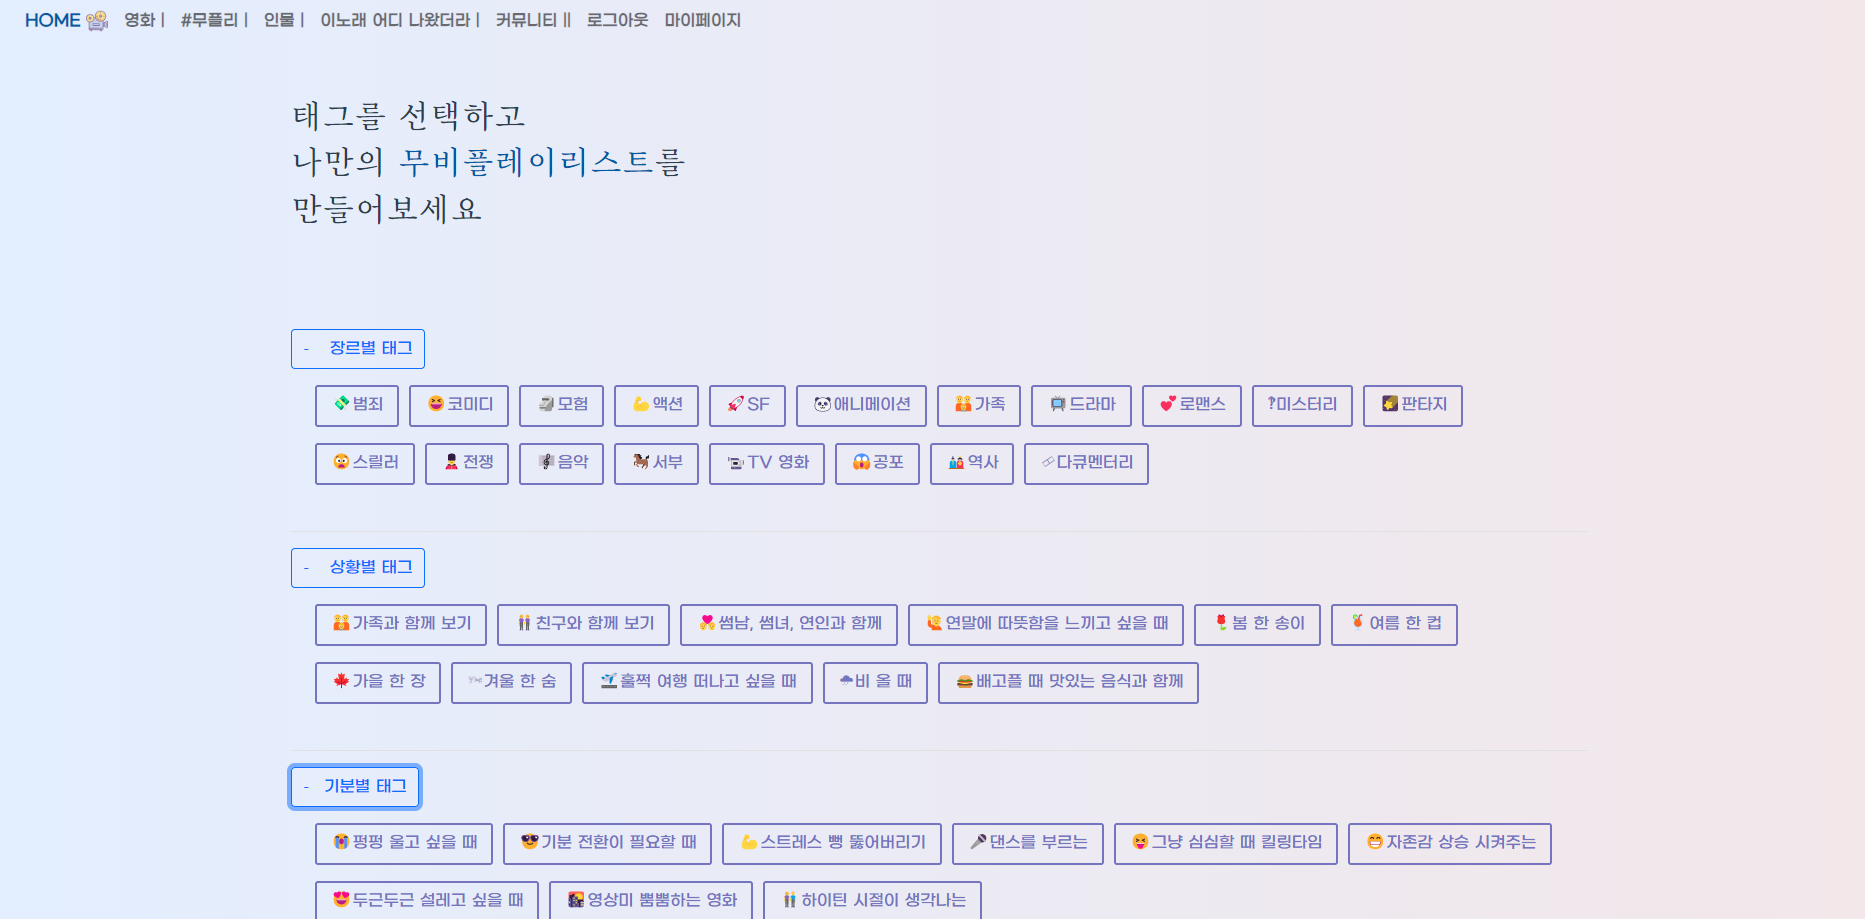 HOME 영화 | #무플리 | 인물 | 이노래 어디 나왔더라 | 커뮤니티 || 로그아웃 마이페이지
태그를 선택하고
나만의 무비플레이리스트를
만들어보세요
- 장르별 태그
💸범죄 😆코미디 🗿모험 💪액션 🚀SF 🐼애니메이션 👪가족 📺드라마 💕로맨스 ❓미스터리 🌠판타지
😨스릴러 💂전쟁 🎼음악 🐎서부 📹TV 영화 😱공포 🎎역사 다큐멘터리
- 상황별 태그
가족과 함께 보기 친구와 함께 보기 썸남, 썸녀, 연인과 함께 연말에 따뜻함을 느끼고 싶을 때 🌷봄 한 송이 🍹여름 한 컵
🍁가을 한 장 겨울 한 숨 🛫훌쩍 여행 떠나고 싶을 때 🌧비 올 때 🍔배고플 때 맛있는 음식과 함께
- 기분별 태그
😭펑펑 울고 싶을 때 😎기분 전환이 필요할 때 💪스트레스 뻥 뚫어버리기 🎤댄스를 부르는 😝그냥 심심할 때 킬링타임 😁자존감 상승 시켜주는
😍두근두근 설레고 싶을 때 영상미 뿜뿜하는 영화 하이틴 시절이 생각나는